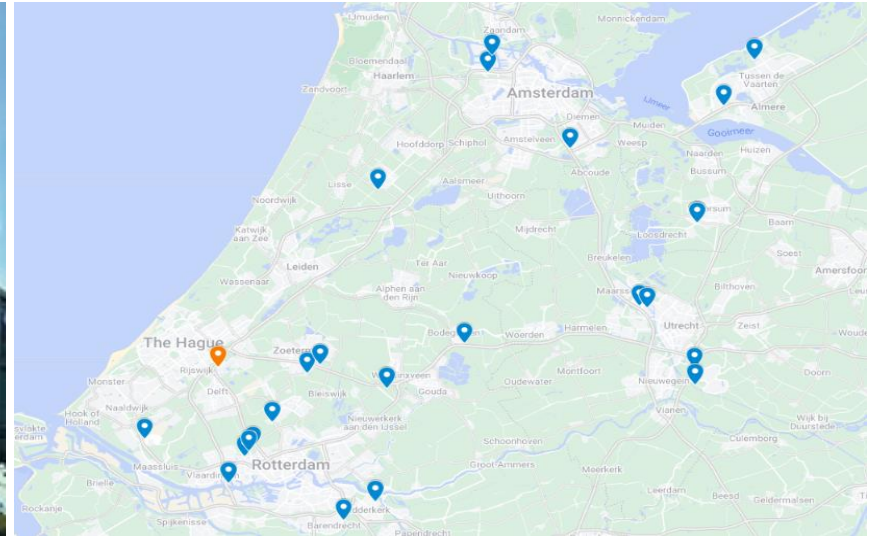 IJmuiden
Zaandam
Monnickendam
Bloemendaal
Haarlem
Zandvoort
Amsterdam
Tussen de
Vaarten
Almere
IJmeer
Diemen
Muiden
Gooimeer
Hoofddorp
Schiphol
Amstelveen
Weesp
Naarden
Huizen
Bussum
Abcoude
Lisse
Aalsmeer
Uithoorn
Noordwijk
Baarn
Katwijk
aan Zee
Mijdrecht
Loosdrecht
Soest
Leiden
Ter Aar
Nieuwkoop
Breukelen
Amersfoor
Wassenaar
Alphen aan
den Rijn
Bilthoven
The Hague
Woerden
Harmelen
Utrecht
Zeist
Woude
Rijswijk
Monster
Delft
Bleiswijk
Gouda
Oudewater
Montfoort
Nieuwegein
Doorn
Naaldwijk
Hook of
Holland
Nieuwerkerk
aan den IJssel
Vianen
Wijk bij
Duurstede
Schoonhoven
Culemborg
Maassluis
Rotterdam
Groot-Ammers
Meerkerk
Brielle
Leerdam
Beesd
Geldermalsen
Rockanje
Spijkenisse
Barendrecht
Papendrecht